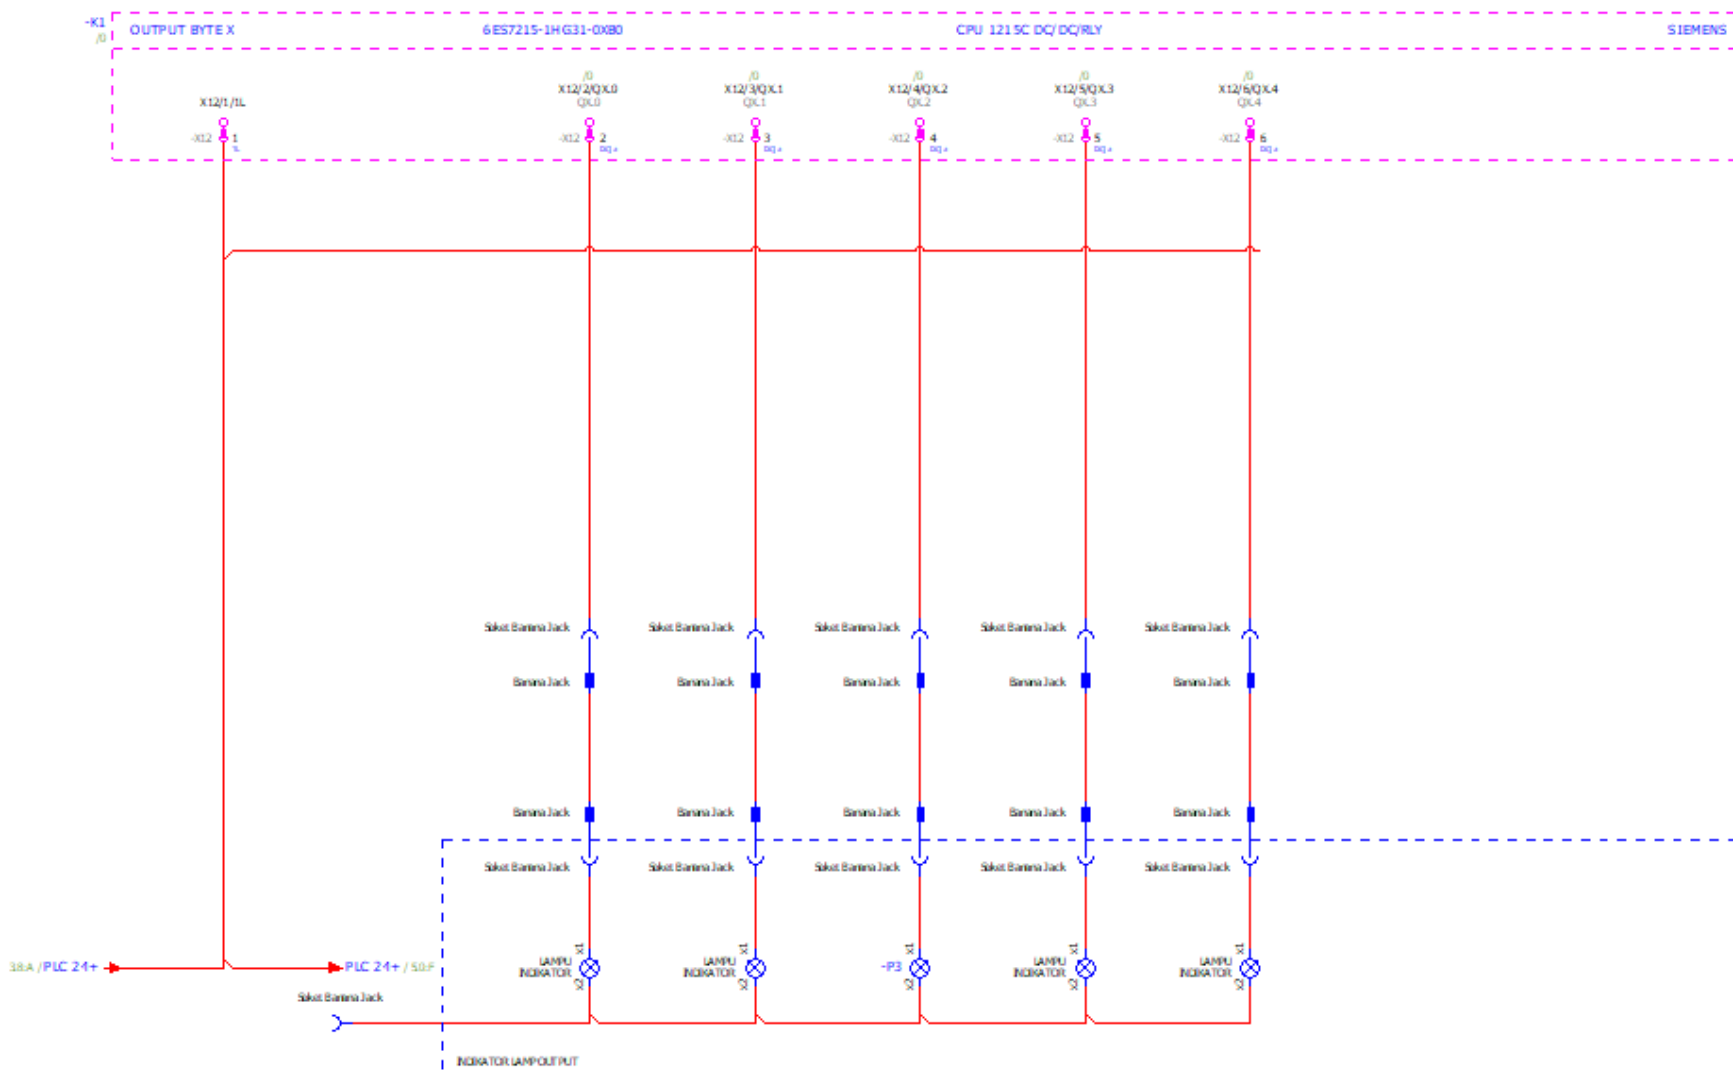 -K1
/0
OUTPUT BYTE X
6ES7215-1HG31-0XB0
CPU 1215C DC/DC/RLY
SIEMENS
/0
/0
/0
/0
/0
X12/1/1L
X12/2/QX.0
X12/3/QX.1
X12/4/QX.2
X12/5/QX.3
X12/6/QX.4
QX.0
QX.1
QX.2
QX.3
QX.4
-X12 1
-X12 2
-X12 3
-X12 4
-X12 5
-X12 6
Soket Banana Jack
Soket Banana Jack
Soket Banana Jack
Soket Banana Jack
Soket Banana Jack
Banana Jack
Banana Jack
Banana Jack
Banana Jack
Banana Jack
Banana Jack
Banana Jack
Banana Jack
Banana Jack
Banana Jack
Soket Banana Jack
Soket Banana Jack
Soket Banana Jack
Soket Banana Jack
Soket Banana Jack
x1
x1
x1
x1
x1
3.8:A / PLC 24+
PLC 24+ / 5.0:F
LAMPU
INDIKATOR
LAMPU
INDIKATOR
-P3
LAMPU
INDIKATOR
LAMPU
INDIKATOR
x2
x2
x2
x2
x2
Soket Banana Jack
INDIKATOR LAMP OUTPUT